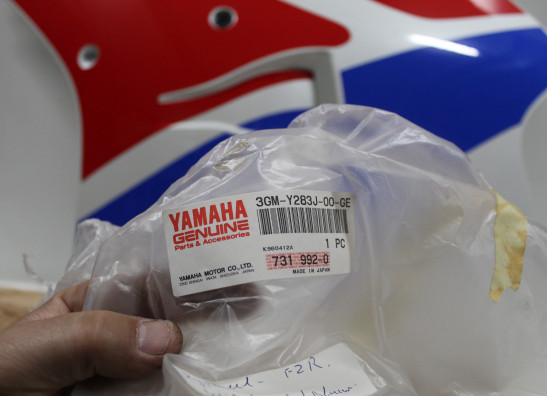 YAMAHA
GENUINE
Parts & Accessories
3GM-Y283J-00-GE
K960412A
1 PC
YAMAHA MOTOR CO.,LTD.
731 992-0
MADE IN JAPAN
FZR.